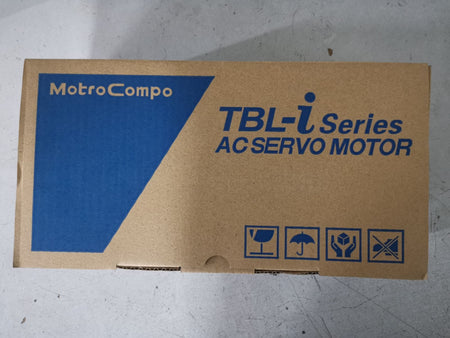 MotroCompo
TBL-i Series
AC SERVO MOTOR